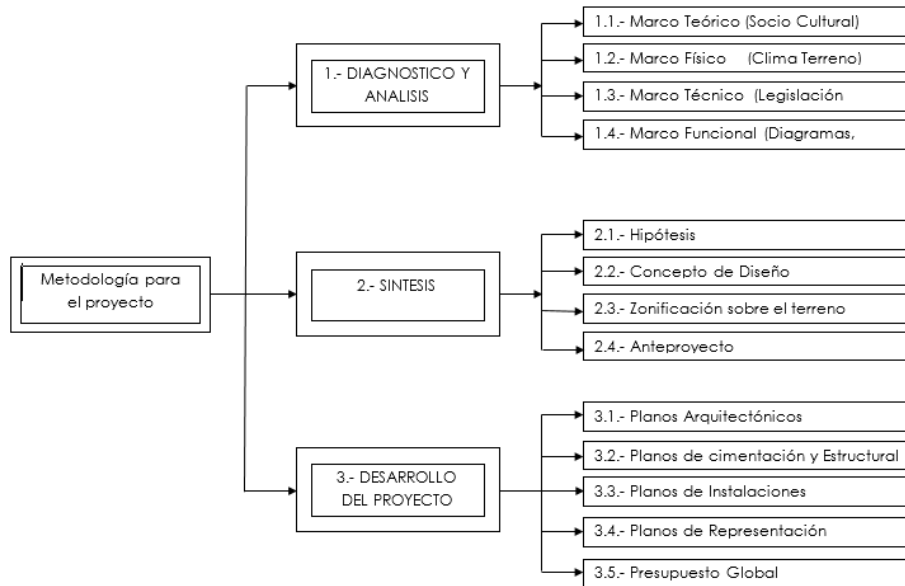 Metodología para
el proyecto
1.- DIAGNOSTICO Y
ANALISIS
1.1.- Marco Teórico (Socio Cultural)
1.2.- Marco Físico (Clima Terreno)
1.3.- Marco Técnico (Legislación
1.4.- Marco Funcional (Diagramas,
2.- SINTESIS
2.1.- Hipótesis
2.2.- Concepto de Diseño
2.3.- Zonificación sobre el terreno
2.4.- Anteproyecto
3.- DESARROLLO
DEL PROYECTO
3.1.- Planos Arquitectónicos
3.2.- Planos de cimentación y Estructural
3.3.- Planos de Instalaciones
3.4.- Planos de Representación
3.5.- Presupuesto Global